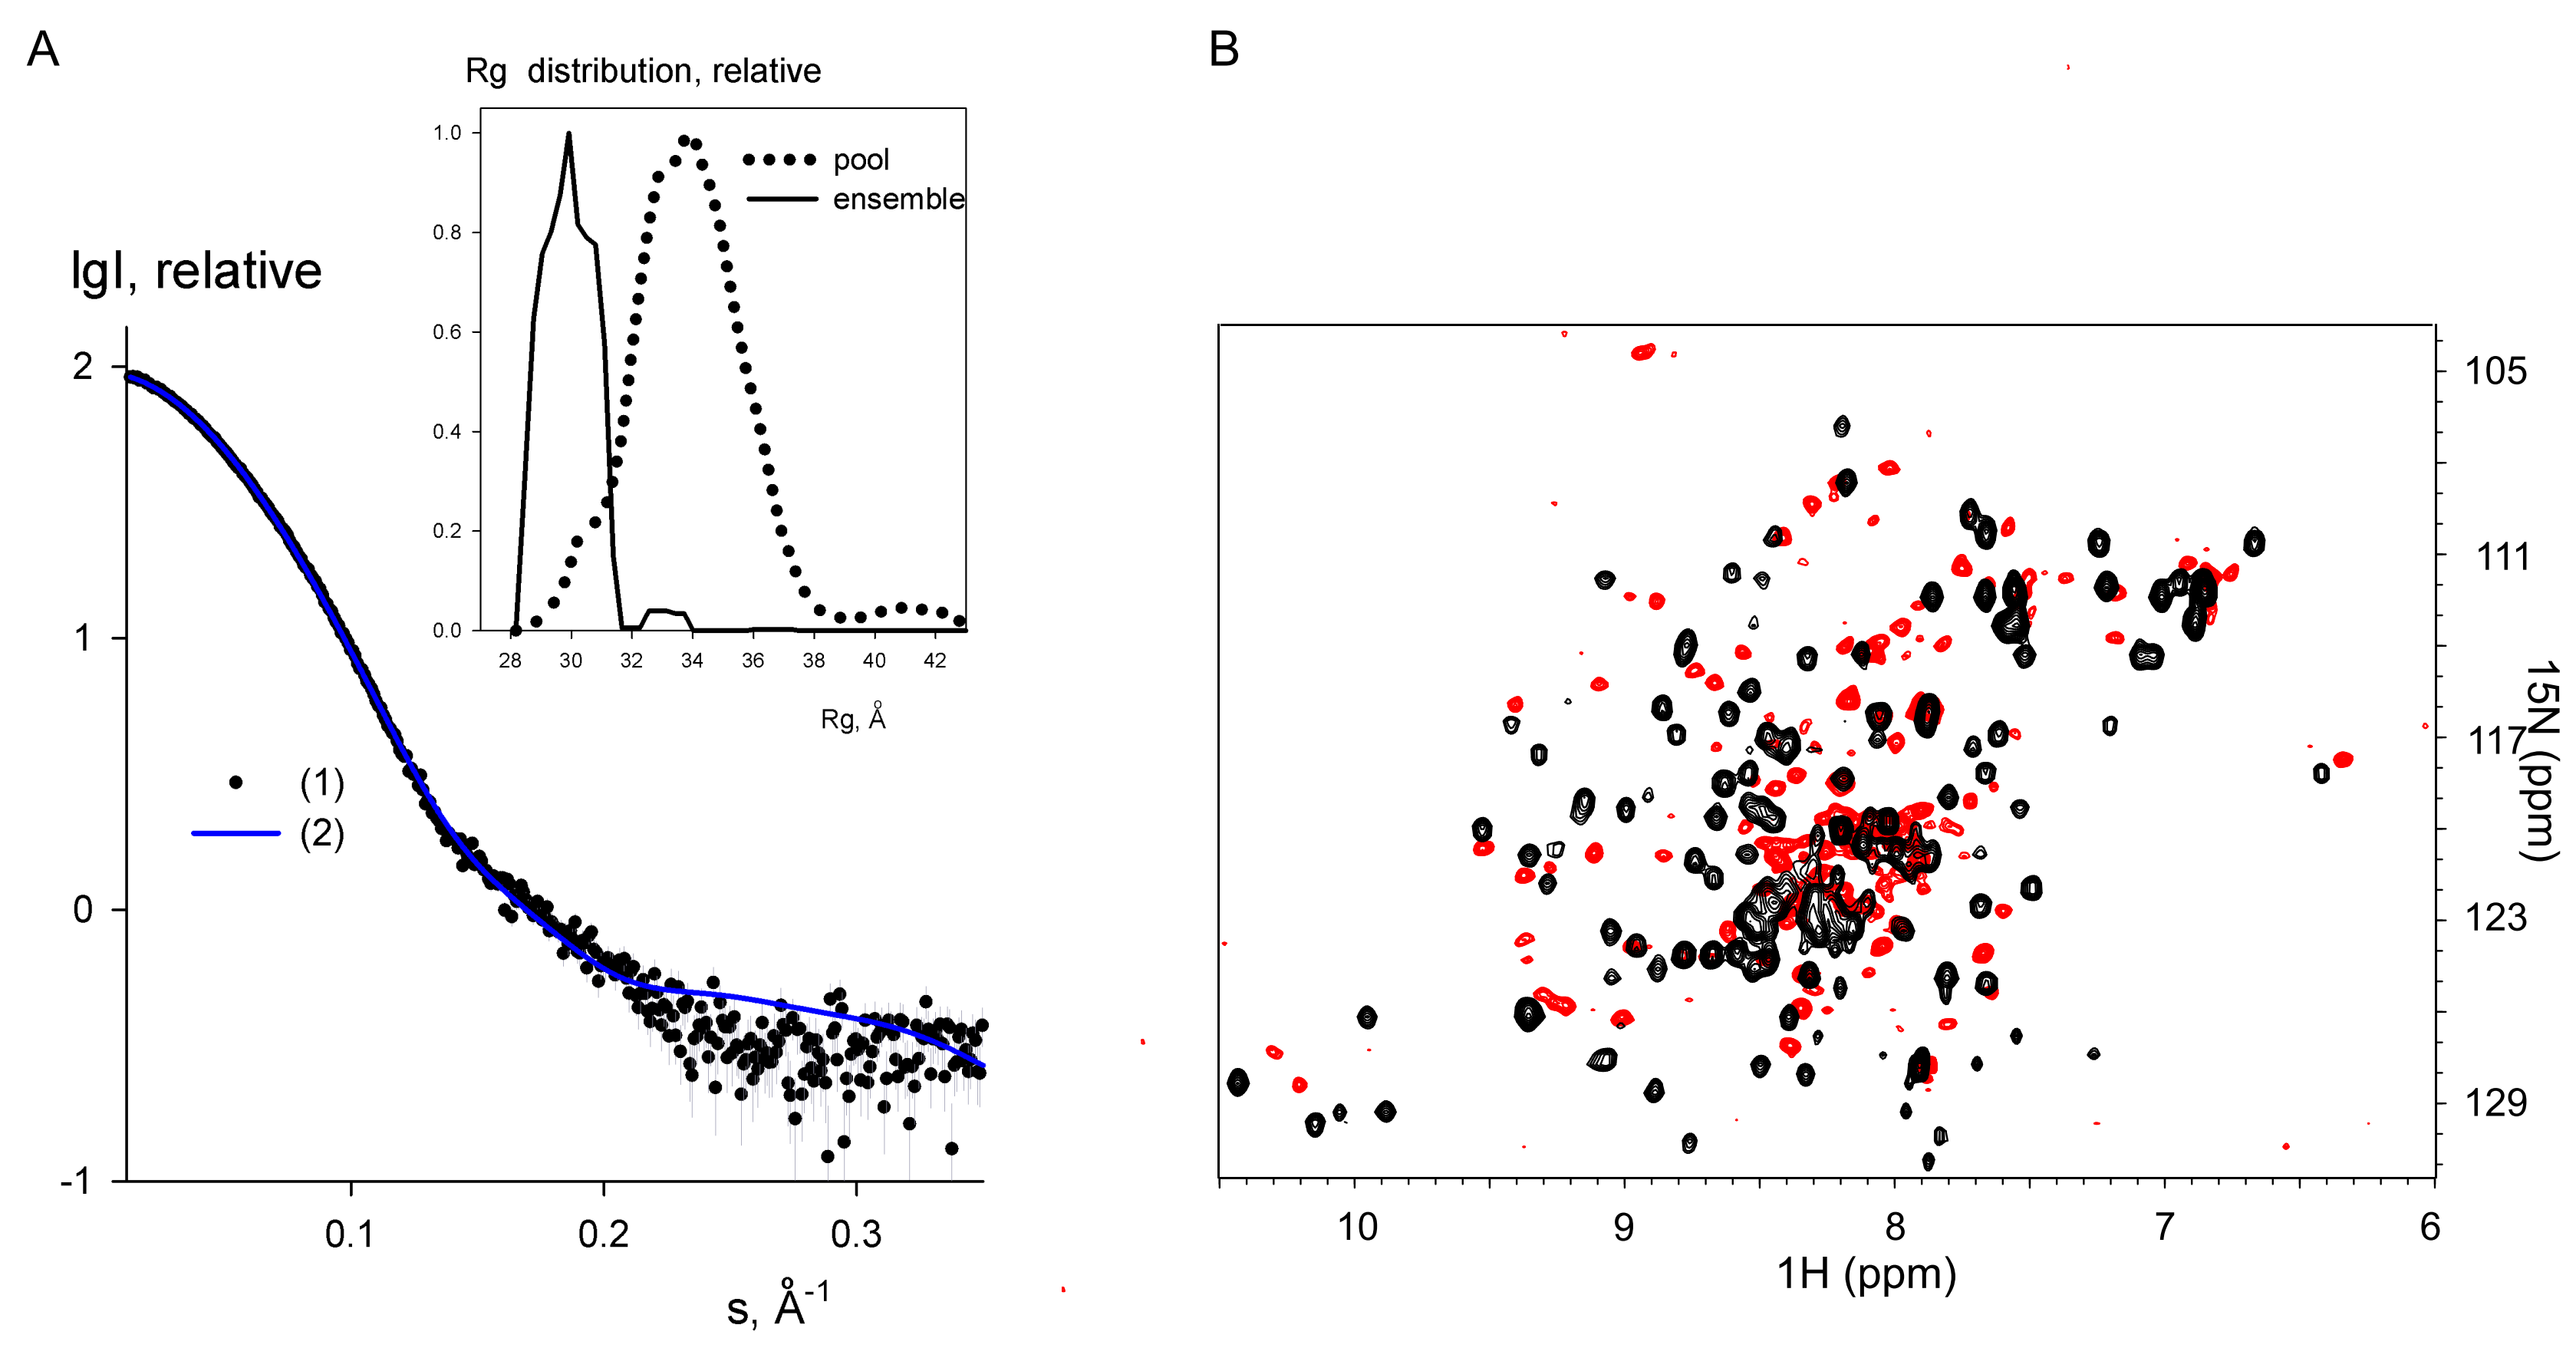 A
Rg distribution, relative
1.0
0.8
0.6
0.4
0.2
0.0
pool
ensemble
28 30 32 34 36 38 40 42
Rg, Å
lgI, relative
2
1
0
-1
(1)
(2)
0.1 0.2 0.3
s, Å-1
B
105
111
117
123
129
15N (ppm)
10 9 8 7 6
1H (ppm)